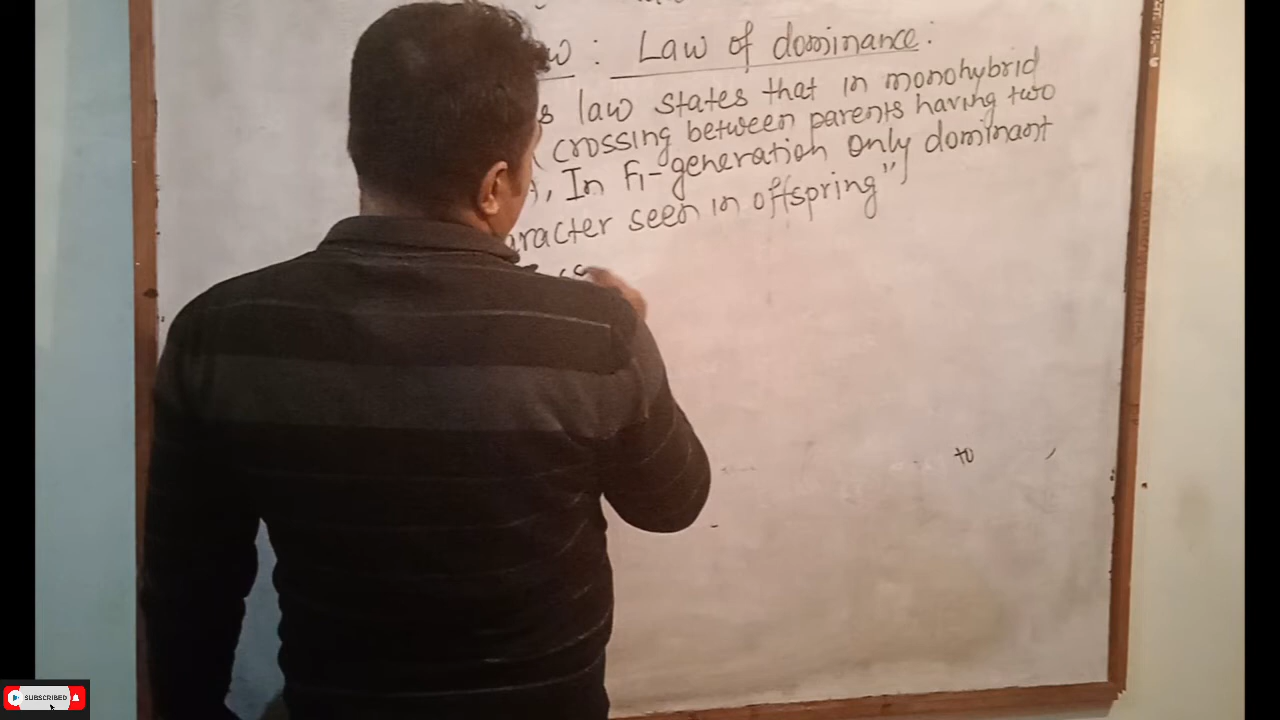 : Law of dominance:
law states that in monohybrid
crossing between parents having two
, In F1-generation only dominant
aracter seen in offspring"
to
SUBSCRIBED